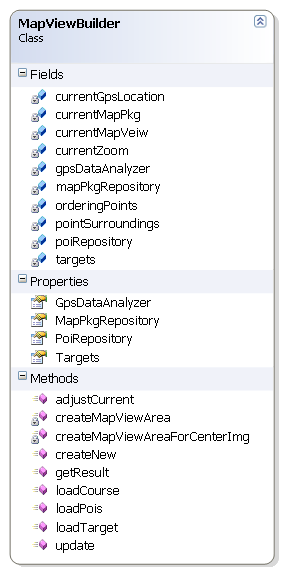 MapViewBuilder
Class
Fields
currentGpsLocation
currentMapPkg
currentMapVeiw
currentZoom
gpsDataAnalyzer
mapPkgRepository
orderingPoints
pointSurroundings
poiRepository
targets
Properties
GpsDataAnalyzer
MapPkgRepository
PoiRepository
Targets
Methods
adjustCurrent
createMapViewArea
createMapViewAreaForCenterImg
createNew
getResult
loadCourse
loadPois
loadTarget
update